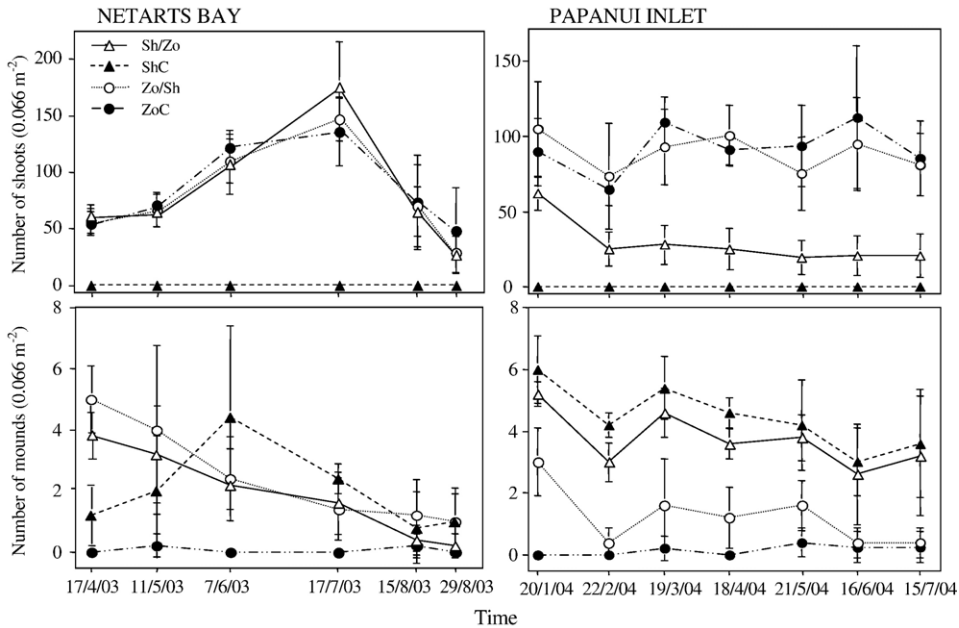 NETARTS BAY
PAPANUI INLET
Number of shoots (0.066 m-2)
200
150
100
50
0
Sh/Zo
ShC
Zo/Sh
ZoC
150
100
50
0
Number of mounds (0.066 m-2)
8
6
4
2
0
8
6
4
2
0
17/4/03 11/5/03 7/6/03 17/7/03 15/8/03 29/8/03
20/1/04 22/2/04 19/3/04 18/4/04 21/5/04 16/6/04 15/7/04
Time